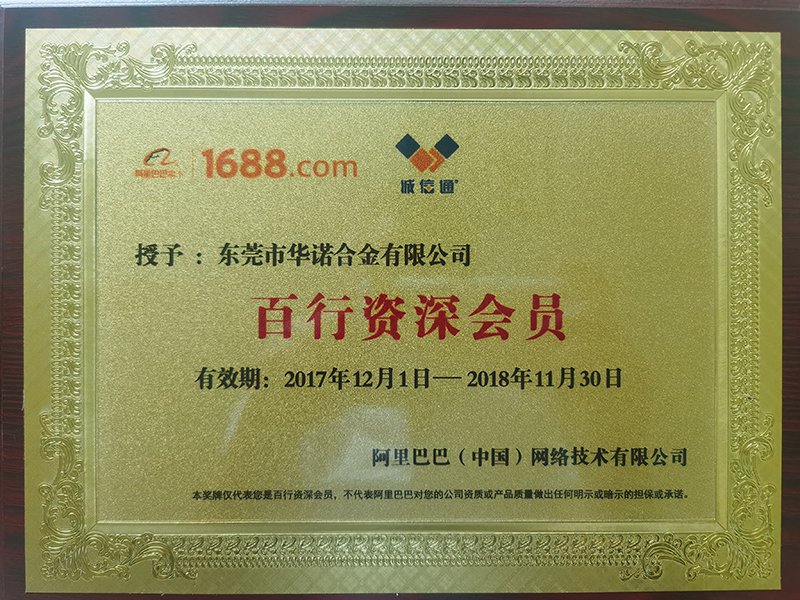 阿里巴巴 1688.com 诚信通
授予：东莞市华诺合金有限公司
百行资深会员
有效期：2017年12月1日—2018年11月30日
阿里巴巴（中国）网络技术有限公司
本奖牌仅代表您是百行资深会员，不代表阿里巴巴对您的公司资质或产品质量做出任何明示或暗示的担保或承诺。